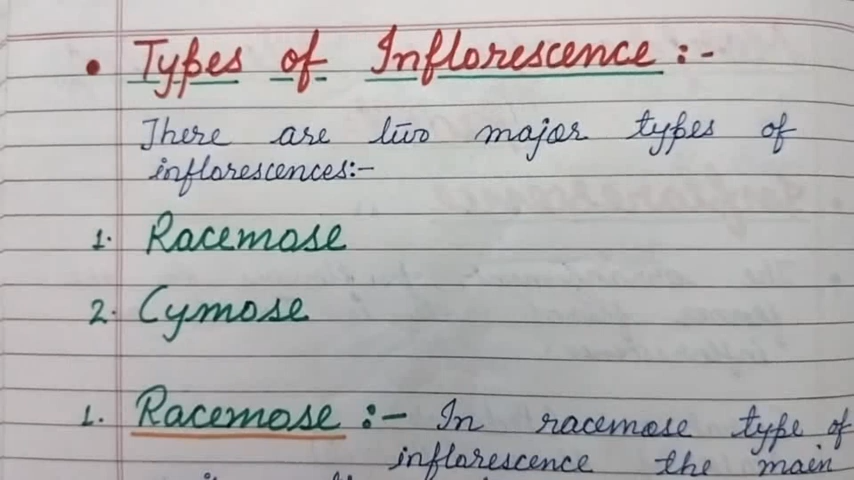 • Types of Inflorescence :-
There are two major types of
inflorescences:-
1. Racemose
2. Cymose
1. Racemose :- In racemose type of
inflorescence the main